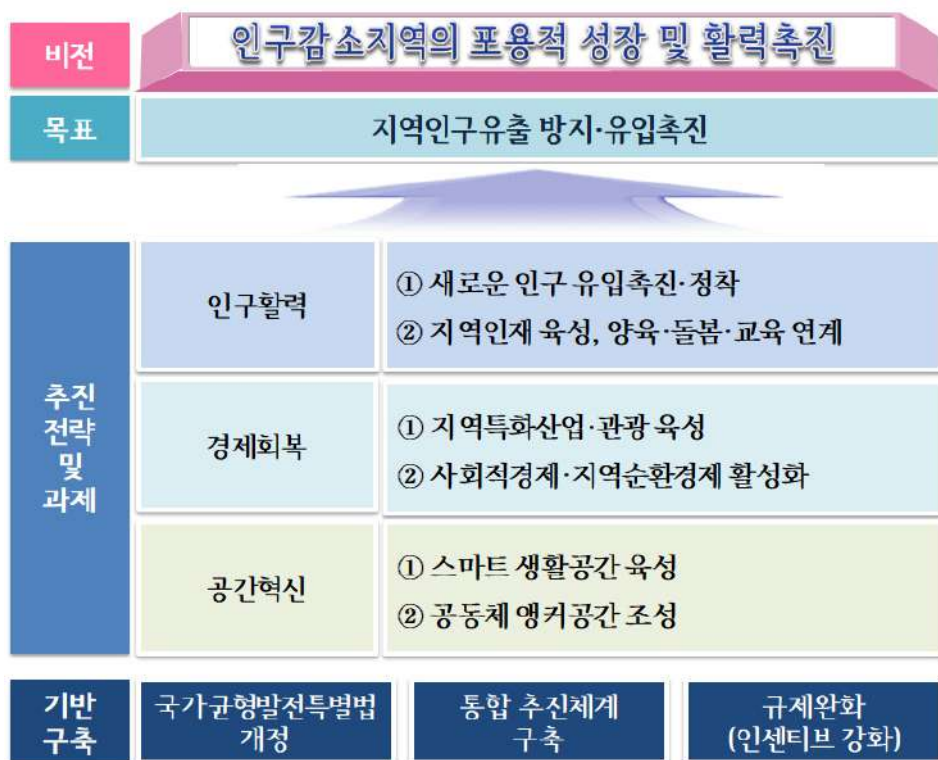 비전
인구감소지역의 포용적 성장 및 활력촉진
목표
지역인구유출 방지·유입촉진
추진
전략
및
과제
인구활력
① 새로운 인구 유입촉진·정착
② 지역인재 육성, 양육·돌봄·교육 연계
경제회복
① 지역특화산업·관광 육성
② 사회적경제·지역순환경제 활성화
공간혁신
① 스마트 생활공간 육성
② 공동체 앵커공간 조성
기반
구축
국가균형발전특별법
개정
통합 추진체계
구축
규제완화
(인센티브 강화)